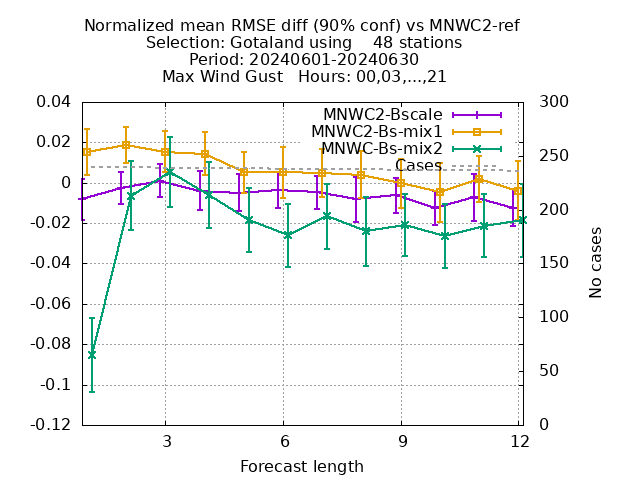 Normalized mean RMSE diff (90% conf) vs MNWC2-ref
Selection: Gotaland using    48 stations
Period: 20240601-20240630
Max Wind Gust   Hours: 00,03,...,21
MNWC2-Bscale
MNWC2-Bs-mix1
MNWC-Bs-mix2
Cases
0.04
0.02
0
-0.02
-0.04
-0.06
-0.08
-0.1
-0.12
300
250
200
150
100
50
0
No cases
3
6
9
12
Forecast length